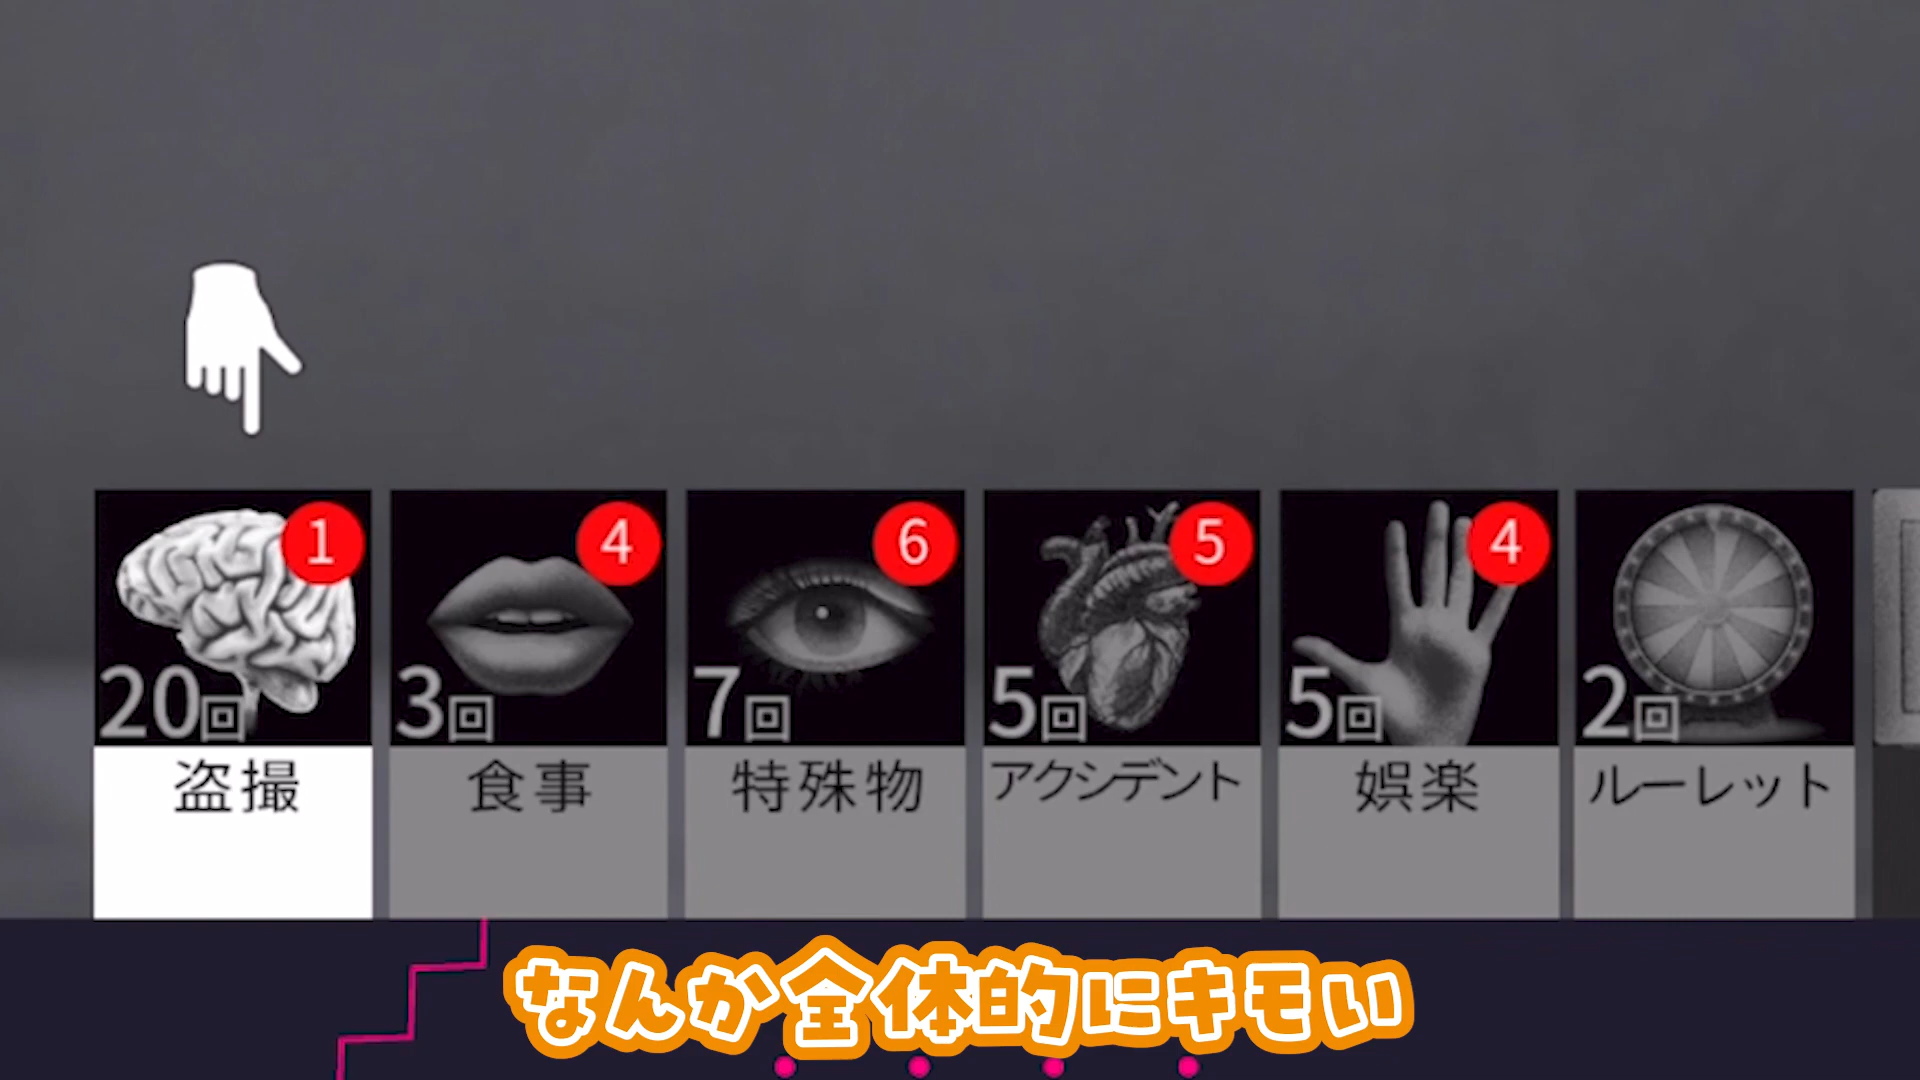 1
20回
盗撮
4
3回
食事
6
7回
特殊物
5
5回
アクシデント
4
5回
娯楽
2回
ルーレット
なんか全体的にキモい